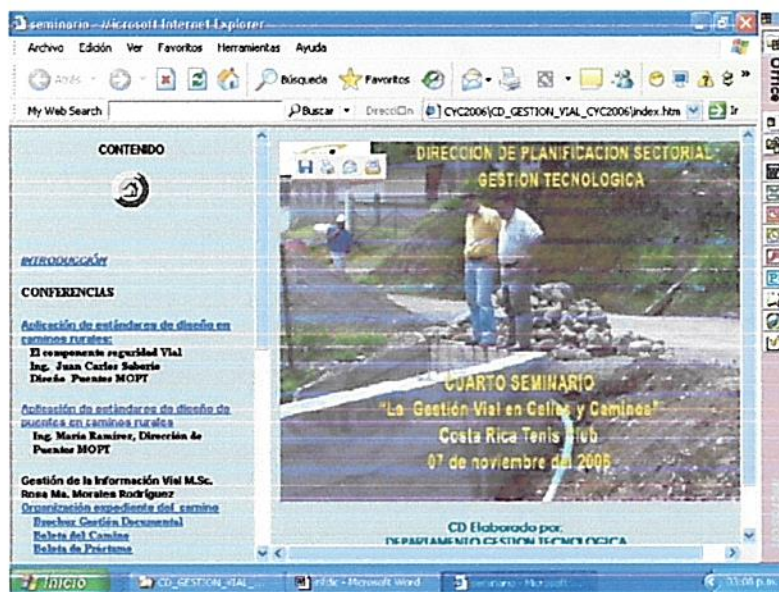 seminario - Microsoft Internet Explorer
Archivo Edición Ver Favoritos Herramientas Ayuda
Atrás Búsqueda Favoritos
My Web Search Buscar Dirección CYC2006\CD_GESTION_VIAL_CYC2006\index.htm Ir
Office
CONTENIDO
INTRODUCCIÓN
CONFERENCIAS
Aplicación de estándares de diseño en
caminos rurales:
El componente seguridad Vial
Ing. Juan Carlos Saborío
Diseño Puentes MOPT
Aplicación de estándares de diseño de
puentes en caminos rurales
Ing. María Ramírez, Dirección de
Puentes MOPT
Gestión de la Información Vial M.Sc.
Rosa Ma. Morales Rodríguez
Organización expediente del camino
Brochur Gestión Documental
Boleta del Camino
Boleta de Préstamo
DIRECCION DE PLANIFICACION SECTORIAL
GESTION TECNOLOGICA
CUARTO SEMINARIO
"La Gestión Vial en Calles y Caminos"
Costa Rica Tenis Club
07 de noviembre del 2006
CD Elaborado por:
DEPARTAMENTO GESTION TECNOLOGICA
Inicio CD_GESTION_VIAL_... - Microsoft Word seminario - Microsoft... 03:08 p.m.